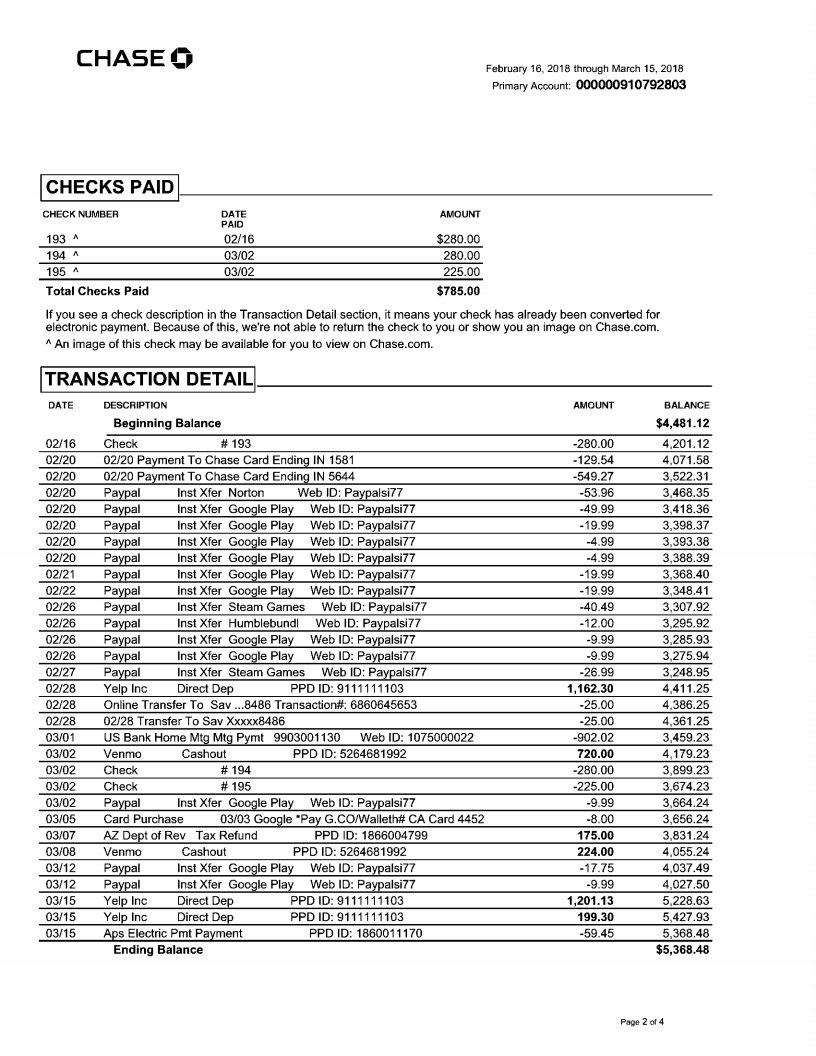 CHASE
February 16, 2018 through March 15, 2018
Primary Account: 000000910792803
CHECKS PAID
CHECK NUMBER DATE PAID AMOUNT
193 ^ 02/16 $280.00
194 ^ 03/02 280.00
195 ^ 03/02 225.00
Total Checks Paid $785.00
If you see a check description in the Transaction Detail section, it means your check has already been converted for
electronic payment. Because of this, we're not able to return the check to you or show you an image on Chase.com.
^ An image of this check may be available for you to view on Chase.com.
TRANSACTION DETAIL
DATE DESCRIPTION AMOUNT BALANCE
Beginning Balance $4,481.12
02/16 Check # 193 -280.00 4,201.12
02/20 02/20 Payment To Chase Card Ending IN 1581 -129.54 4,071.58
02/20 02/20 Payment To Chase Card Ending IN 5644 -549.27 3,522.31
02/20 Paypal Inst Xfer Norton Web ID: Paypalsi77 -53.96 3,468.35
02/20 Paypal Inst Xfer Google Play Web ID: Paypalsi77 -49.99 3,418.36
02/20 Paypal Inst Xfer Google Play Web ID: Paypalsi77 -19.99 3,398.37
02/20 Paypal Inst Xfer Google Play Web ID: Paypalsi77 -4.99 3,393.38
02/20 Paypal Inst Xfer Google Play Web ID: Paypalsi77 -4.99 3,388.39
02/21 Paypal Inst Xfer Google Play Web ID: Paypalsi77 -19.99 3,368.40
02/22 Paypal Inst Xfer Google Play Web ID: Paypalsi77 -19.99 3,348.41
02/26 Paypal Inst Xfer Steam Games Web ID: Paypalsi77 -40.49 3,307.92
02/26 Paypal Inst Xfer Humblebundl Web ID: Paypalsi77 -12.00 3,295.92
02/26 Paypal Inst Xfer Google Play Web ID: Paypalsi77 -9.99 3,285.93
02/26 Paypal Inst Xfer Google Play Web ID: Paypalsi77 -9.99 3,275.94
02/27 Paypal Inst Xfer Steam Games Web ID: Paypalsi77 -26.99 3,248.95
02/28 Yelp Inc Direct Dep PPD ID: 9111111103 1,162.30 4,411.25
02/28 Online Transfer To Sav ...8486 Transaction#: 6860645653 -25.00 4,386.25
02/28 02/28 Transfer To Sav Xxxxx8486 -25.00 4,361.25
03/01 US Bank Home Mtg Mtg Pymt 9903001130 Web ID: 1075000022 -902.02 3,459.23
03/02 Venmo Cashout PPD ID: 5264681992 720.00 4,179.23
03/02 Check # 194 -280.00 3,899.23
03/02 Check # 195 -225.00 3,674.23
03/02 Paypal Inst Xfer Google Play Web ID: Paypalsi77 -9.99 3,664.24
03/05 Card Purchase 03/03 Google *Pay G.CO/Walleth# CA Card 4452 -8.00 3,656.24
03/07 AZ Dept of Rev Tax Refund PPD ID: 1866004799 175.00 3,831.24
03/08 Venmo Cashout PPD ID: 5264681992 224.00 4,055.24
03/12 Paypal Inst Xfer Google Play Web ID: Paypalsi77 -17.75 4,037.49
03/12 Paypal Inst Xfer Google Play Web ID: Paypalsi77 -9.99 4,027.50
03/15 Yelp Inc Direct Dep PPD ID: 9111111103 1,201.13 5,228.63
03/15 Yelp Inc Direct Dep PPD ID: 9111111103 199.30 5,427.93
03/15 Aps Electric Pmt Payment PPD ID: 1860011170 -59.45 5,368.48
Ending Balance $5,368.48
Page 2 of 4